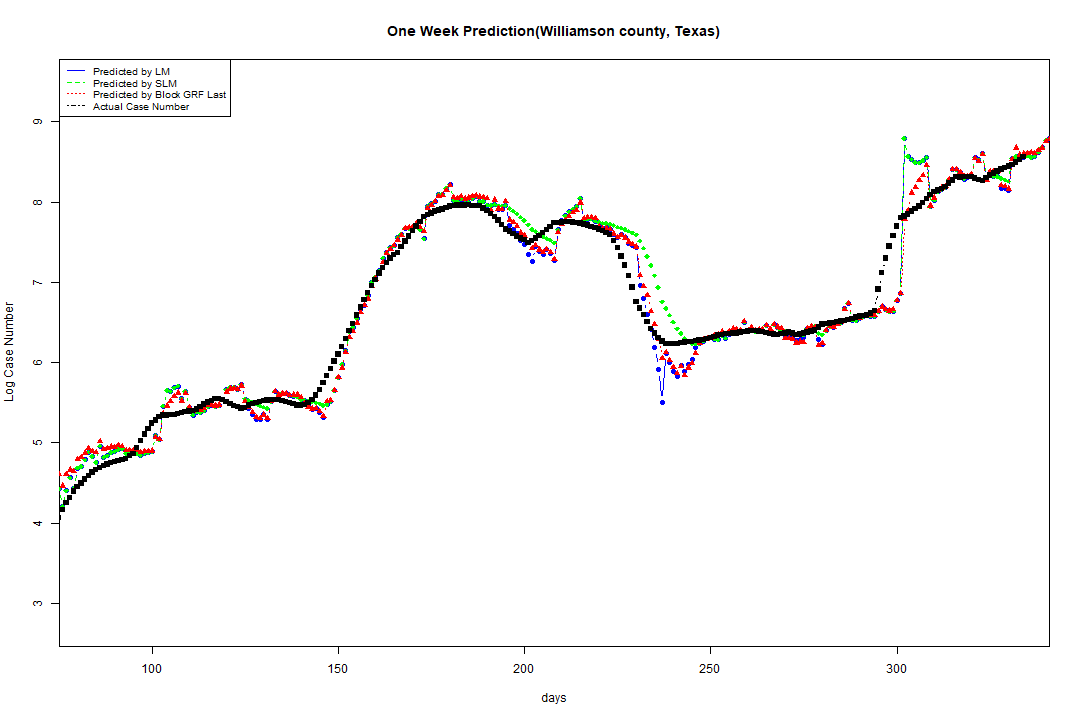 One Week Prediction(Williamson county, Texas)
Predicted by LM
Predicted by SLM
Predicted by Block GRF Last
Actual Case Number
Log Case Number
9
8
7
6
5
4
3
100 150 200 250 300
days